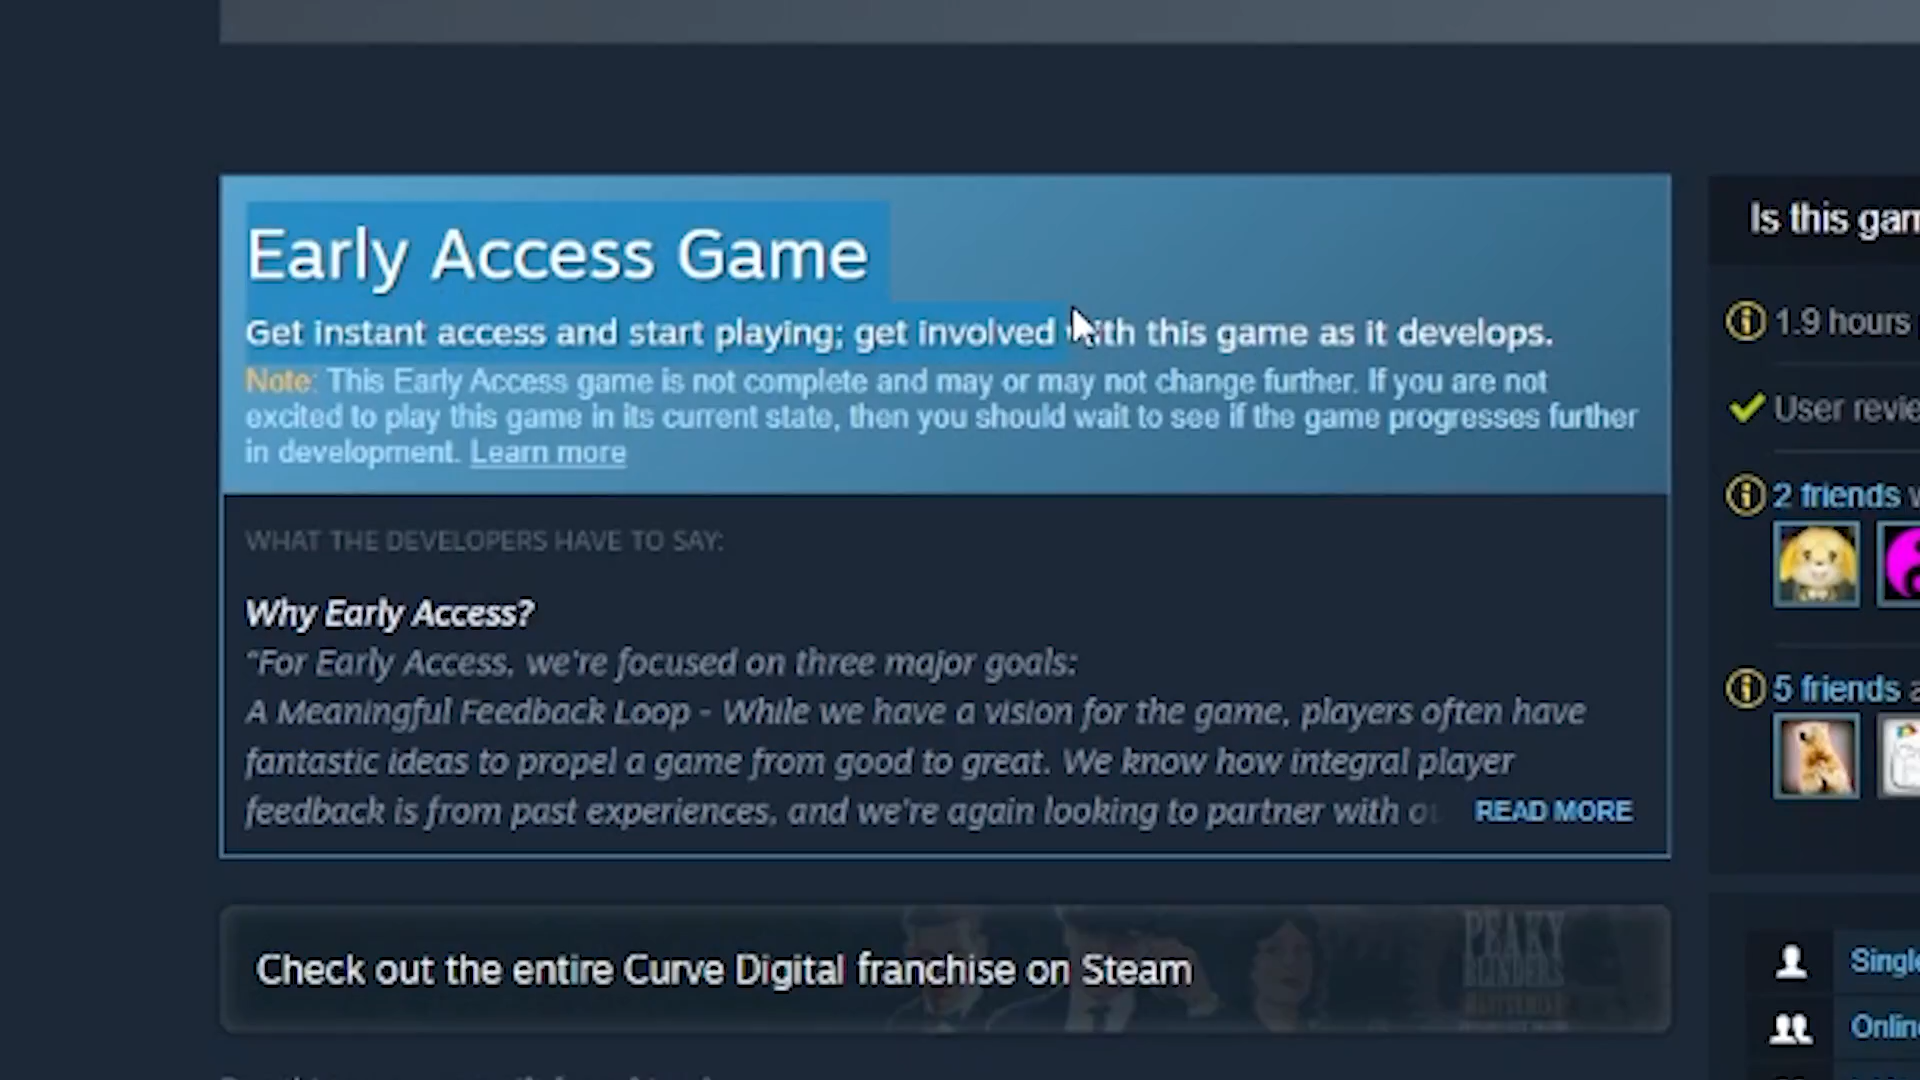 Early Access Game
Get instant access and start playing; get involved with this game as it develops.
Note: This Early Access game is not complete and may or may not change further. If you are not
excited to play this game in its current state, then you should wait to see if the game progresses further
in development. Learn more
WHAT THE DEVELOPERS HAVE TO SAY:
Why Early Access?
“For Early Access, we're focused on three major goals:
A Meaningful Feedback Loop - While we have a vision for the game, players often have
fantastic ideas to propel a game from good to great. We know how integral player
feedback is from past experiences, and we're again looking to partner with
READ MORE
Check out the entire Curve Digital franchise on Steam
PEAKY
BLINDERS
MASTERMIND
Is this gam
1.9 hours
User revie
2 friends
5 friends
Single
Online